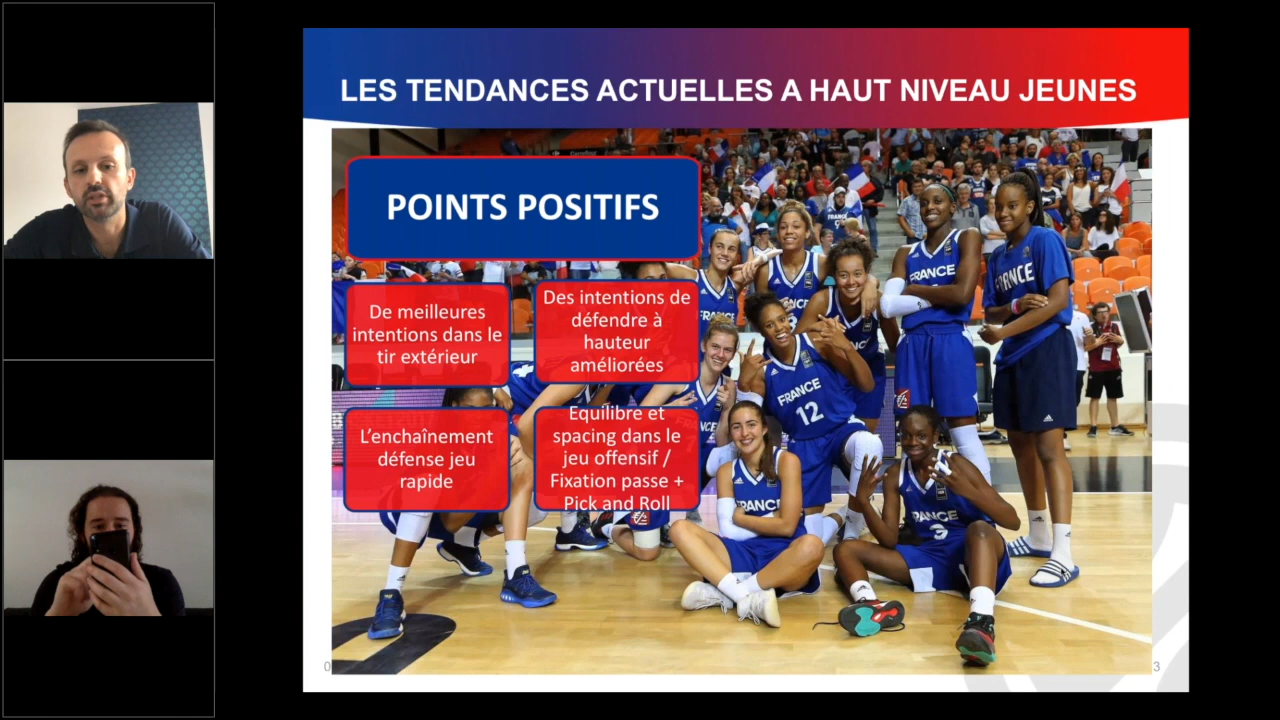 LES TENDANCES ACTUELLES A HAUT NIVEAU JEUNES
POINTS POSITIFS
De meilleures
intentions dans le
tir extérieur
Des intentions de
défendre à
hauteur
améliorées
L'enchaînement
défense jeu
rapide
Equilibre et
spacing dans le
jeu offensif /
Fixation passe +
Pick and Roll
FRANCE
FRANCE
FRANCE
12
FRANCE
3
0
3